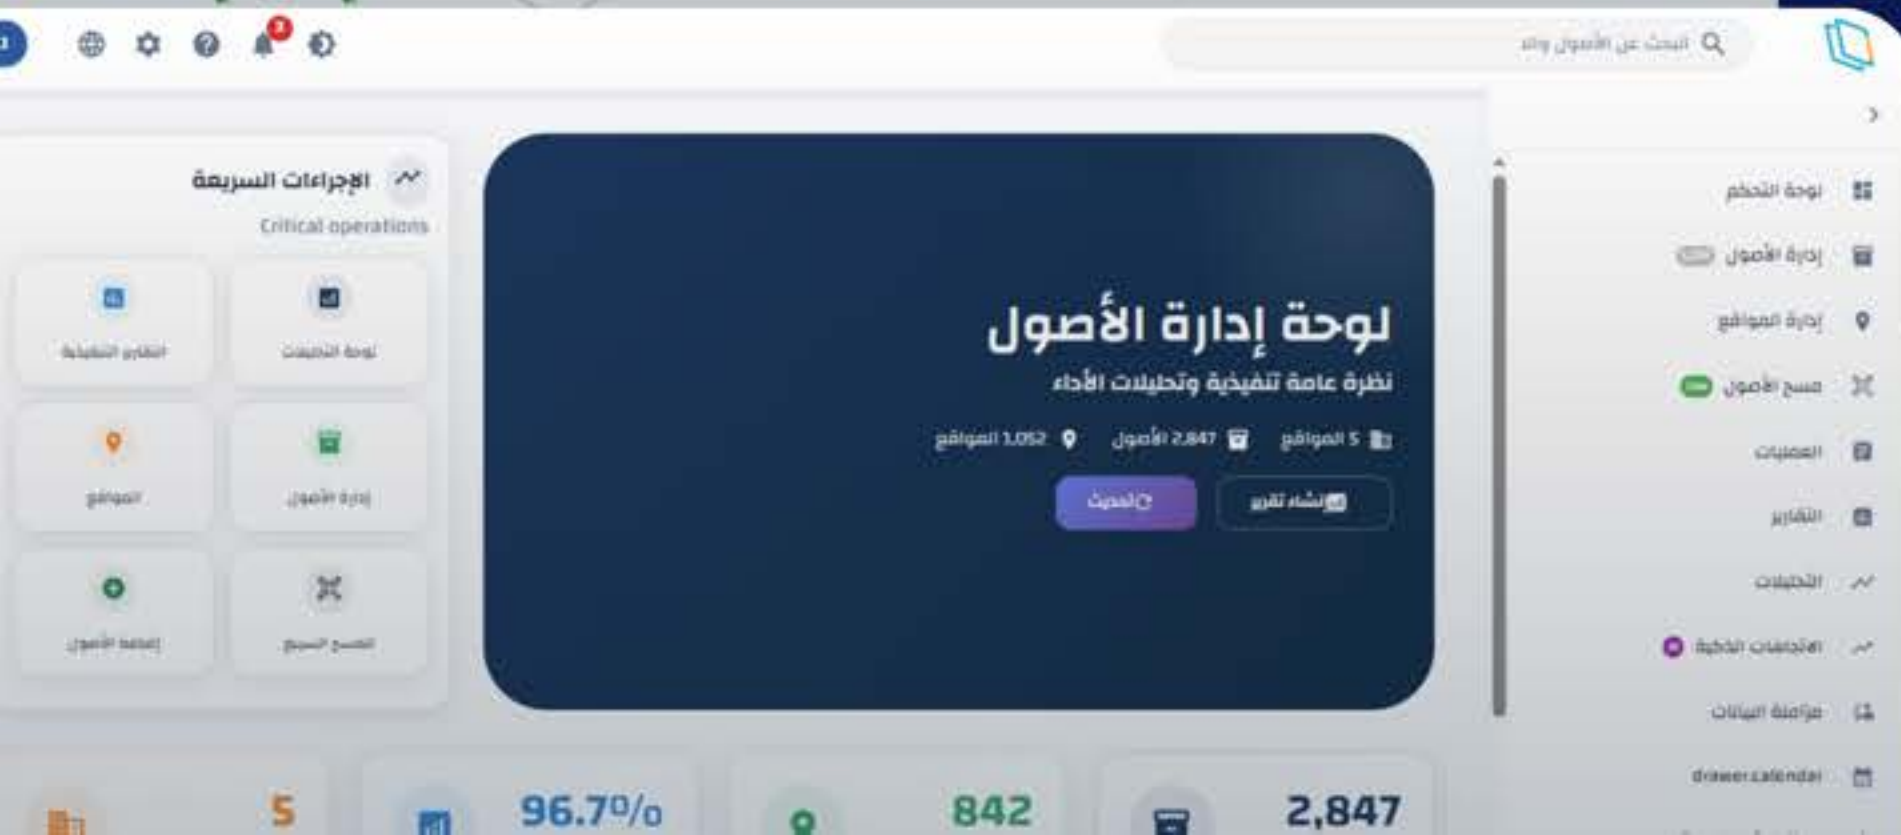 البحث عن الأصول والم
3
لوحة التحكم
إدارة الأصول
إدارة المواقع
مسح الأصول
العمليات
التقارير
التحليلات
الاتجاهات الذكية
مزامنة البيانات
drawer.calendar
لوحة إدارة الأصول
نظرة عامة تنفيذية وتحليلات الأداء
5 المواقع
2,847 الأصول
1,052 المواقع
إنشاء تقرير
تحديث
الإجراءات السريعة
Critical operations
لوحة التحليلات
التقارير التنفيذية
إدارة الأصول
المواقع
المسح السريع
إضافة الأصول
2,847
842
96.7%
5